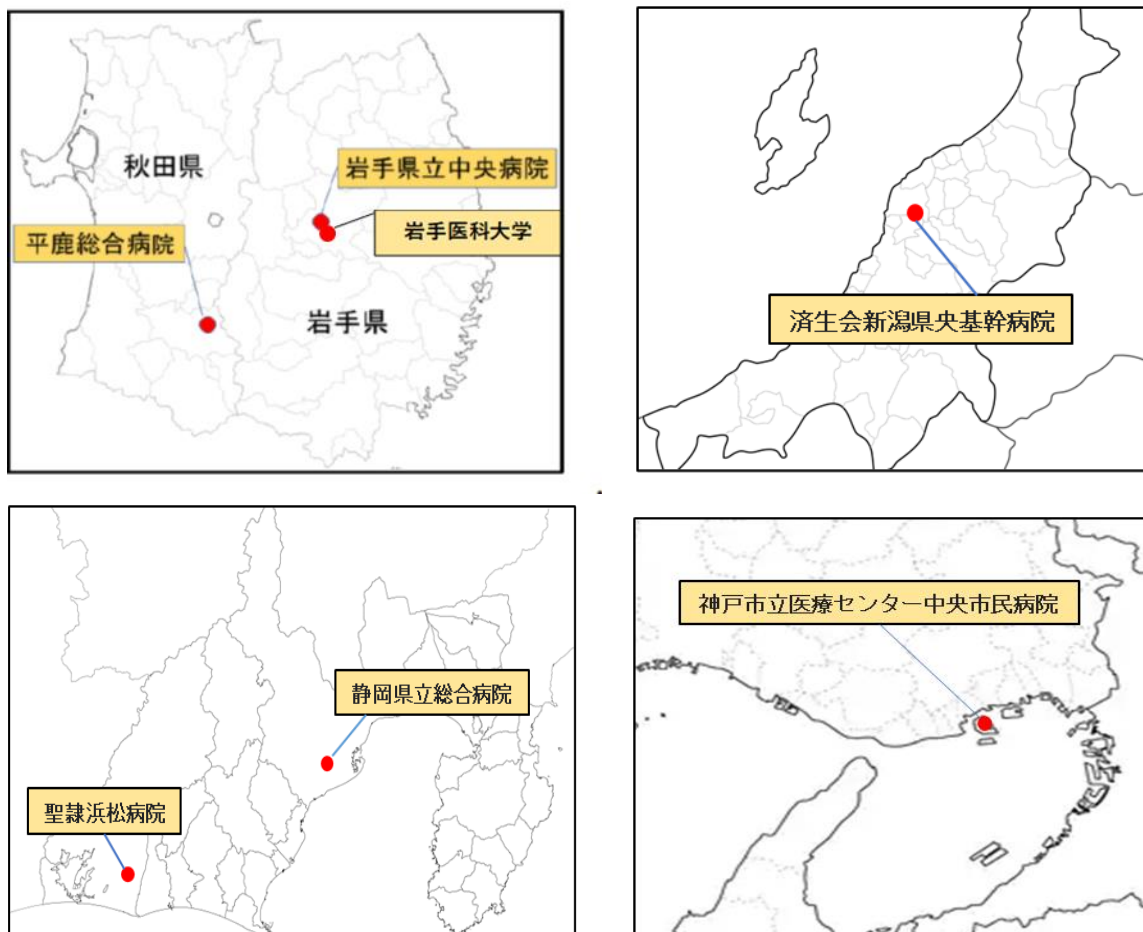 秋田県
岩手県立中央病院
岩手医科大学
平鹿総合病院
岩手県
済生会新潟県央基幹病院
静岡県立総合病院
聖隷浜松病院
神戸市立医療センター中央市民病院